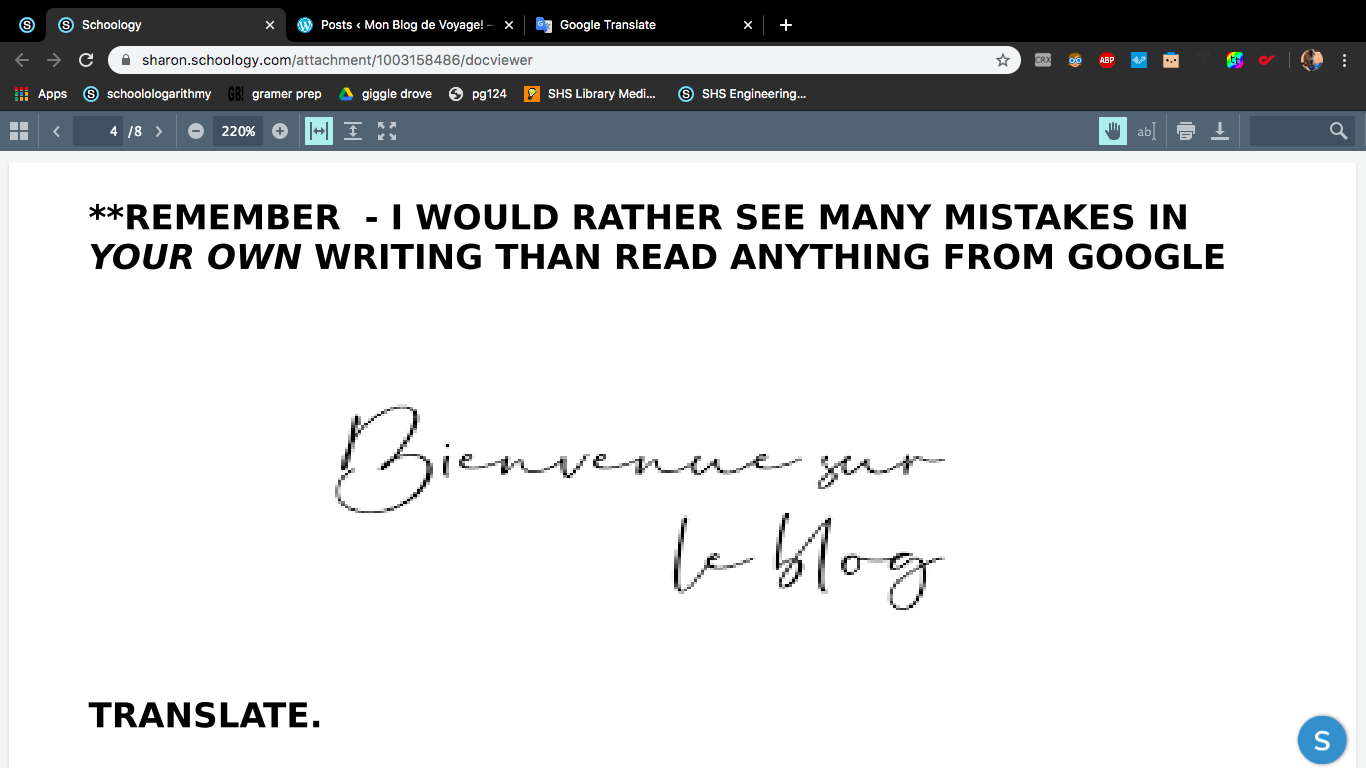 Schoology
Posts ‹ Mon Blog de Voyage! —
Google Translate
sharon.schoology.com/attachment/1003158486/docviewer
CRX
ABP
Apps
schoolologarithmy
GB!
gramer prep
giggle drove
pg124
SHS Library Medi...
SHS Engineering...
4 /8
220%
ab
**REMEMBER - I WOULD RATHER SEE MANY MISTAKES IN
YOUR OWN WRITING THAN READ ANYTHING FROM GOOGLE
Bienvenue sur
le blog
TRANSLATE.
S